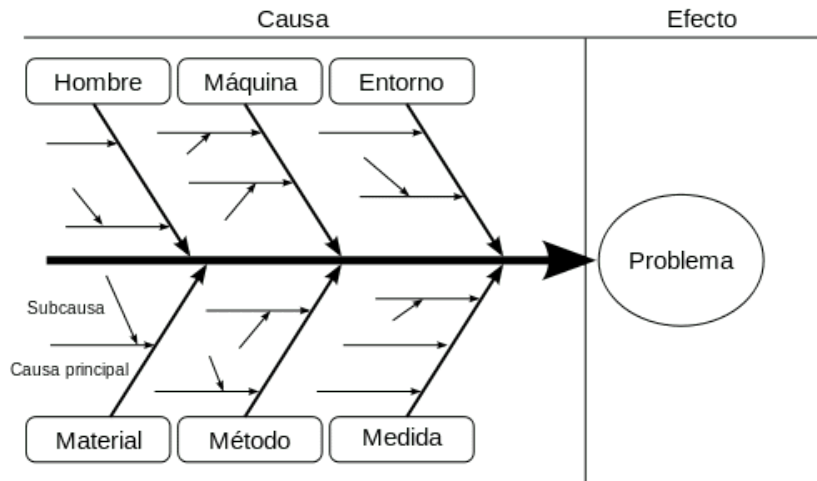 Causa
Efecto
Hombre
Máquina
Entorno
Problema
Subcausa
Causa principal
Material
Método
Medida